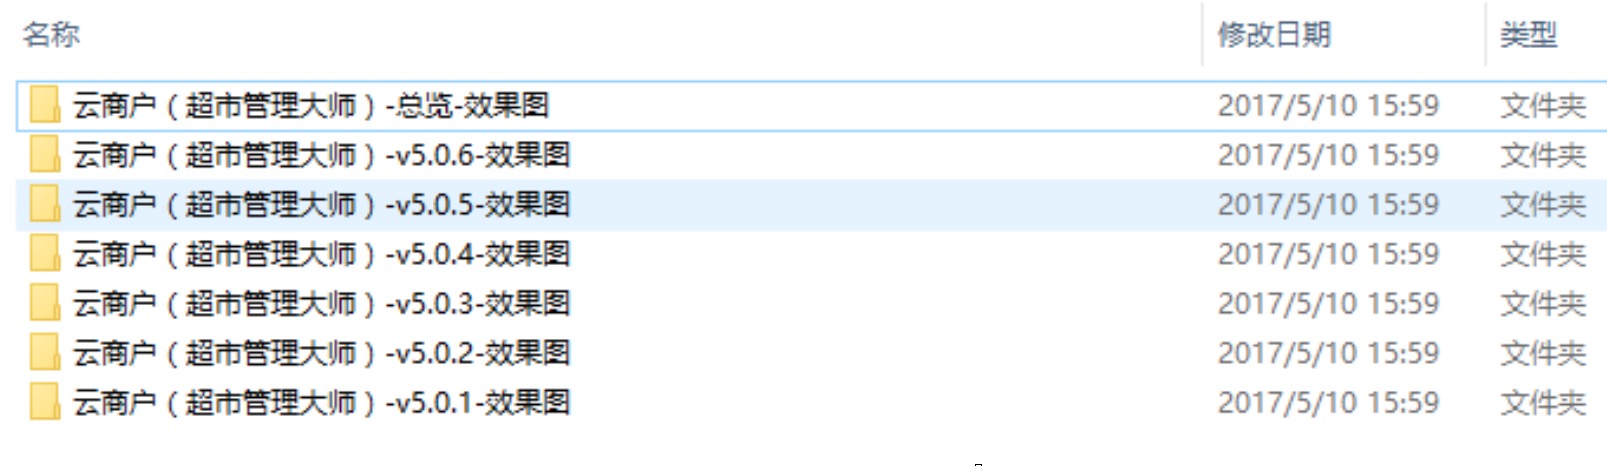 名称 修改日期 类型
云商户（超市管理大师）-总览-效果图 2017/5/10 15:59 文件夹
云商户（超市管理大师）-v5.0.6-效果图 2017/5/10 15:59 文件夹
云商户（超市管理大师）-v5.0.5-效果图 2017/5/10 15:59 文件夹
云商户（超市管理大师）-v5.0.4-效果图 2017/5/10 15:59 文件夹
云商户（超市管理大师）-v5.0.3-效果图 2017/5/10 15:59 文件夹
云商户（超市管理大师）-v5.0.2-效果图 2017/5/10 15:59 文件夹
云商户（超市管理大师）-v5.0.1-效果图 2017/5/10 15:59 文件夹